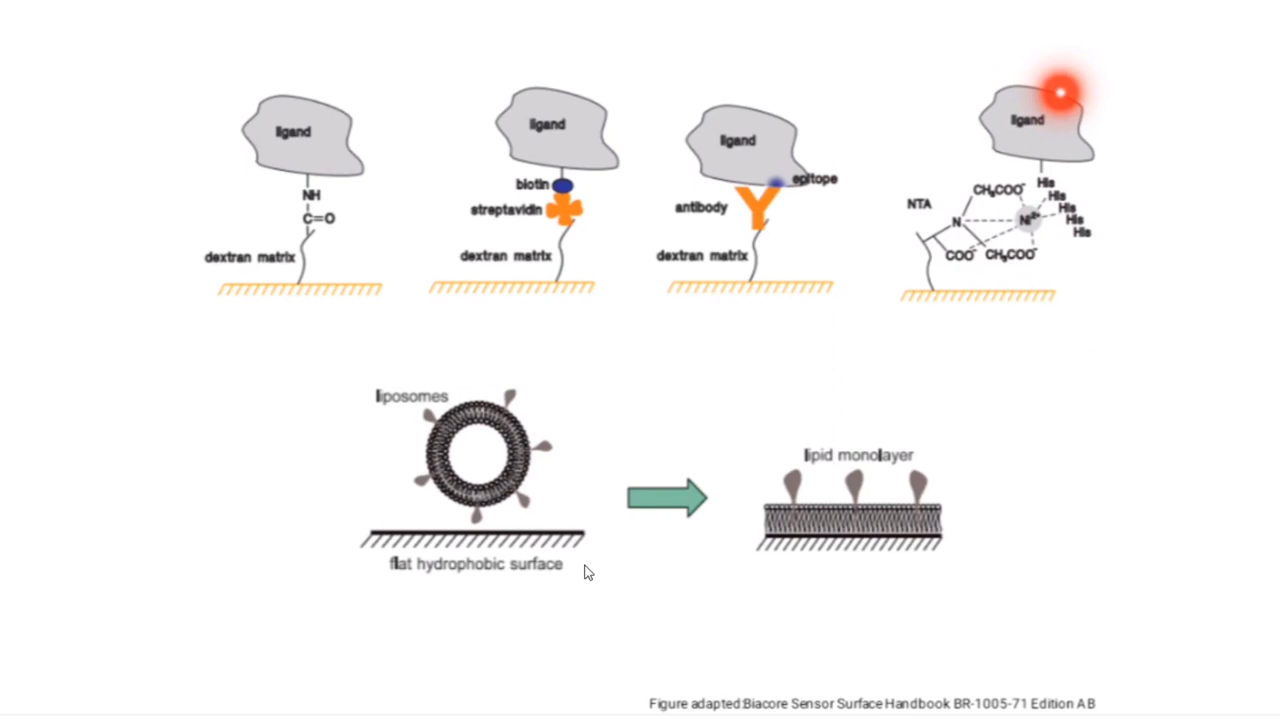 ligand
NH
C=O
dextran matrix
ligand
biotin
streptavidin
dextran matrix
ligand
epitope
antibody
dextran matrix
ligand
His
His
His
His
His
NTA
CH₂COO⁻
N
Ni²⁺
COO⁻
CH₂COO⁻
liposomes
flat hydrophobic surface
lipid monolayer
Figure adapted:Biacore Sensor Surface Handbook BR-1005-71 Edition AB